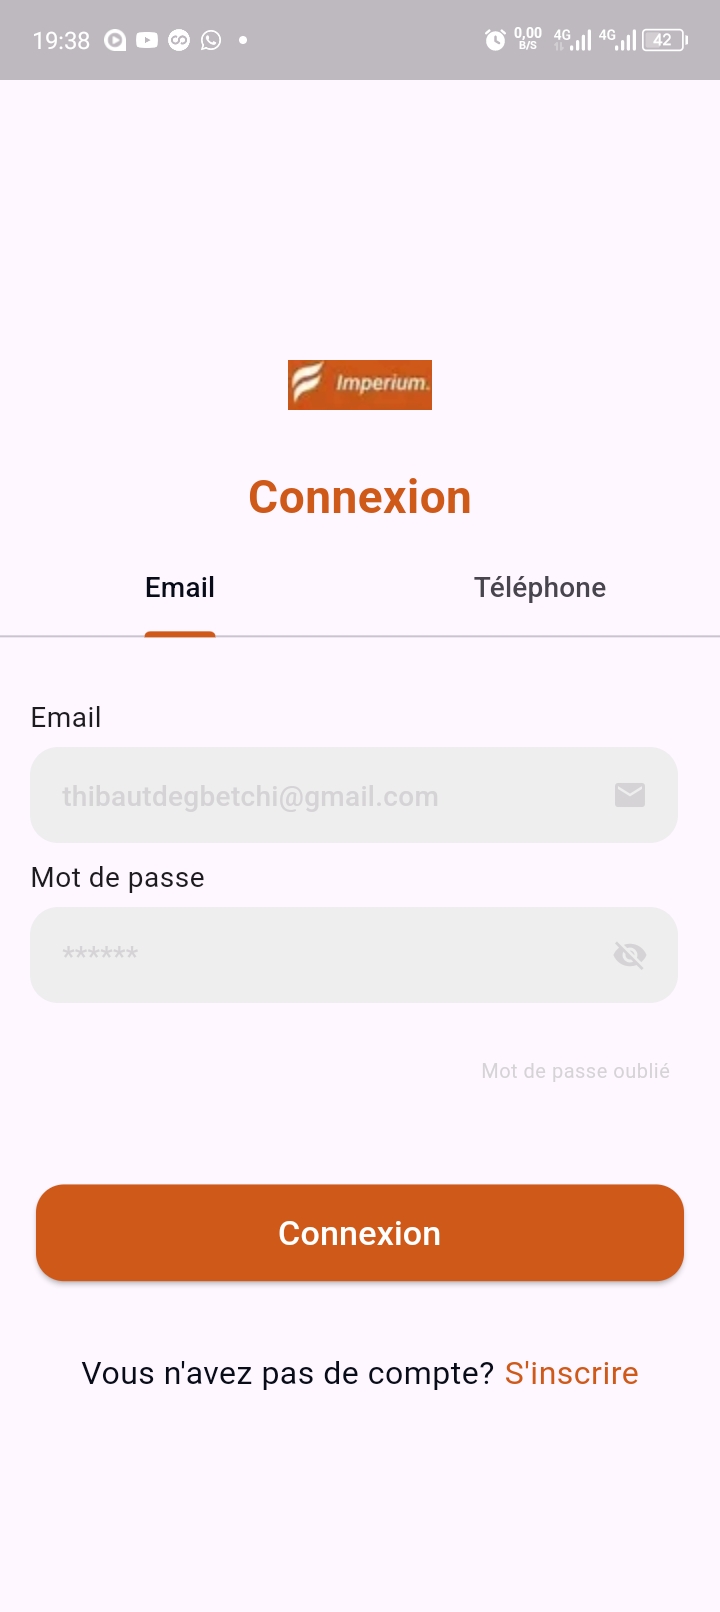 19:38 0,00 B/S 4G 4G 42
Imperium.
Connexion
Email Téléphone
Email
thibautdegbetchi@gmail.com
Mot de passe
******
Mot de passe oublié
Connexion
Vous n'avez pas de compte? S'inscrire